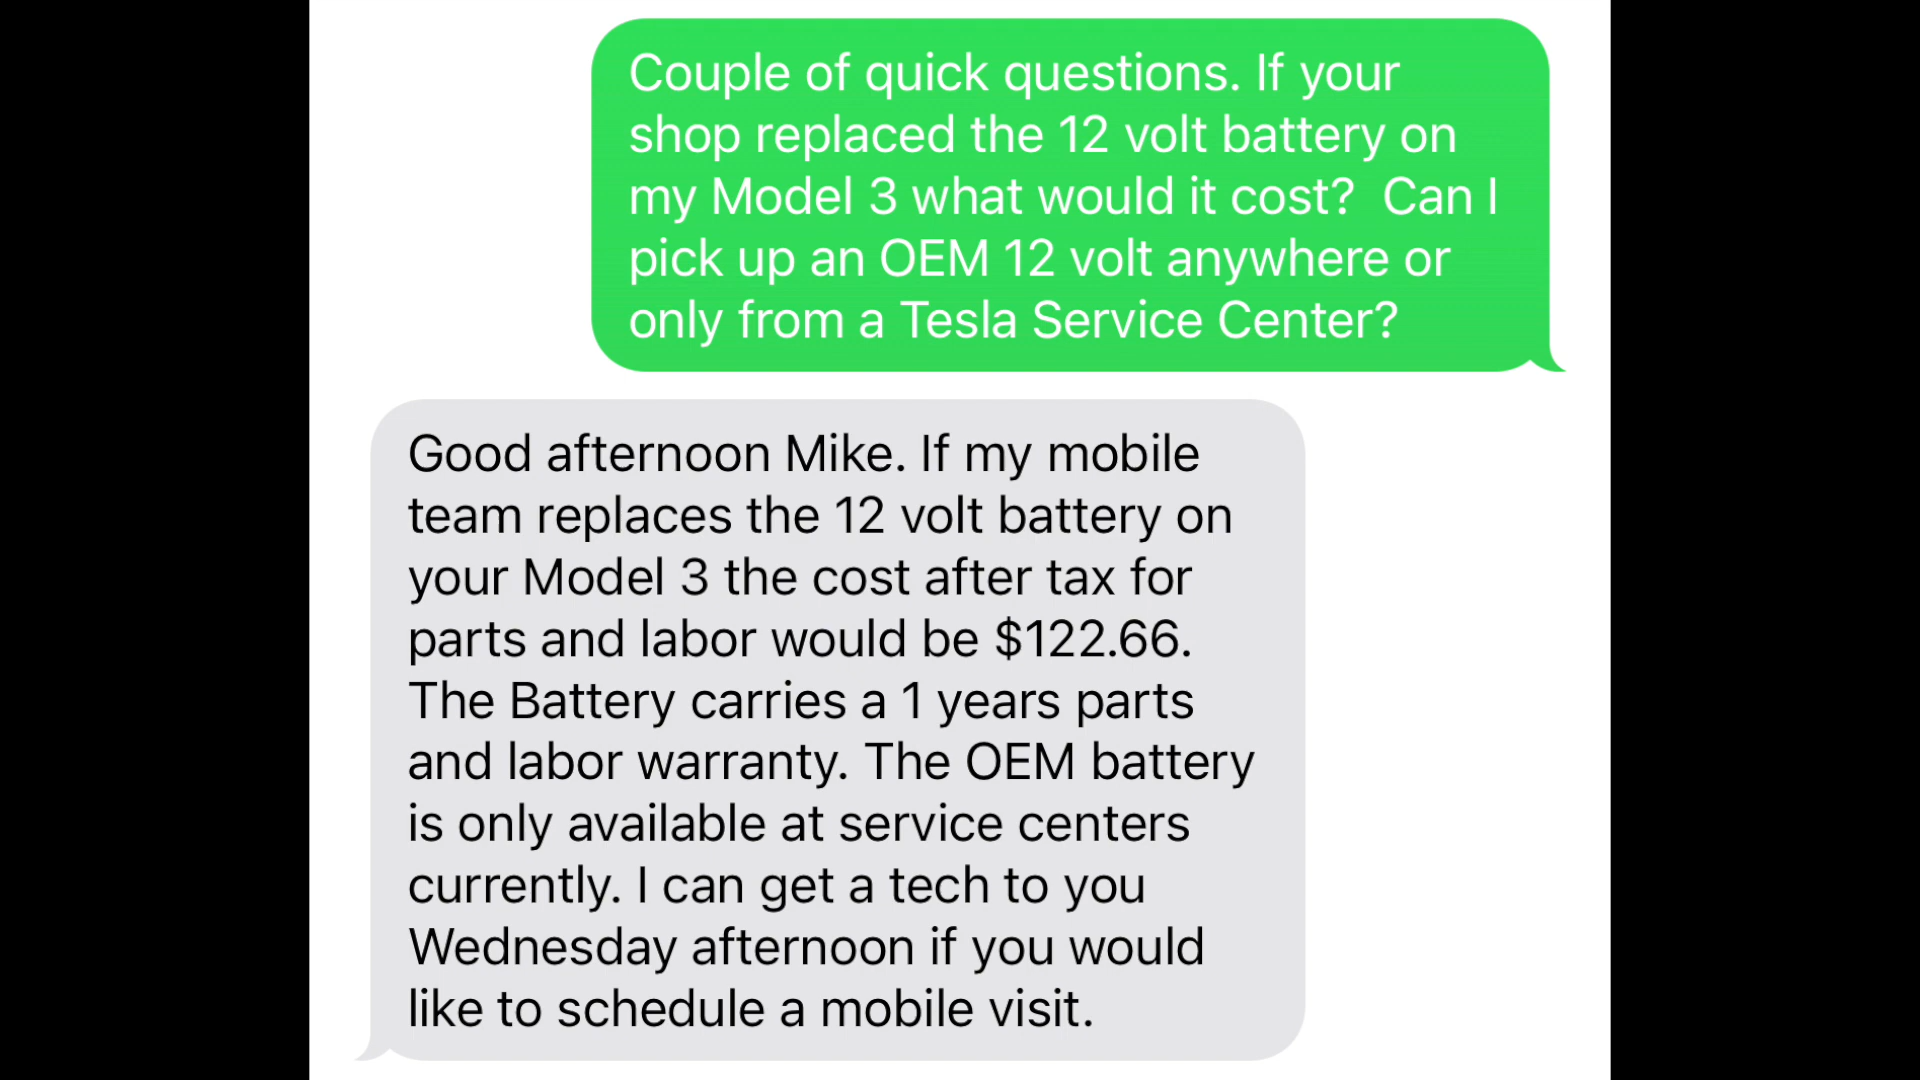 Couple of quick questions. If your
shop replaced the 12 volt battery on
my Model 3 what would it cost?  Can I
pick up an OEM 12 volt anywhere or
only from a Tesla Service Center?
Good afternoon Mike. If my mobile
team replaces the 12 volt battery on
your Model 3 the cost after tax for
parts and labor would be $122.66.
The Battery carries a 1 years parts
and labor warranty. The OEM battery
is only available at service centers
currently. I can get a tech to you
Wednesday afternoon if you would
like to schedule a mobile visit.